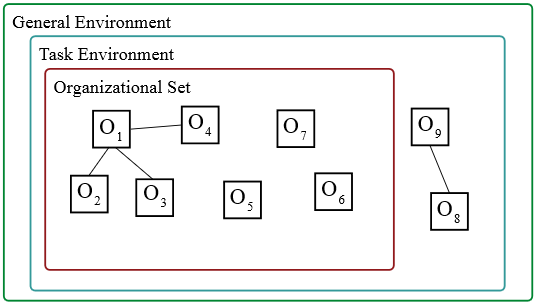 General Environment
Task Environment
Organizational Set
O1
O4
O7
O9
O2
O3
O5
O6
O8